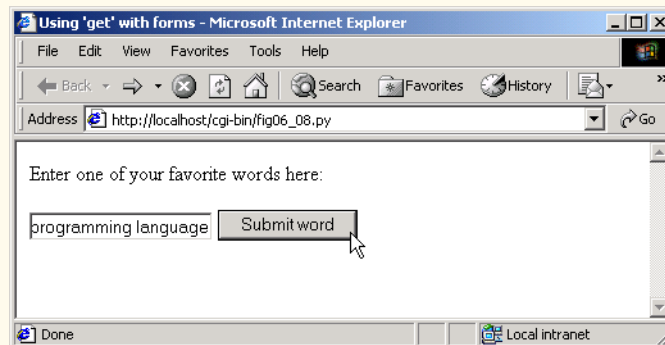 Using 'get' with forms - Microsoft Internet Explorer
File Edit View Favorites Tools Help
Back Search Favorites History »
Address http://localhost/cgi-bin/fig06_08.py Go
Enter one of your favorite words here:
programming language Submit word
Done Local intranet